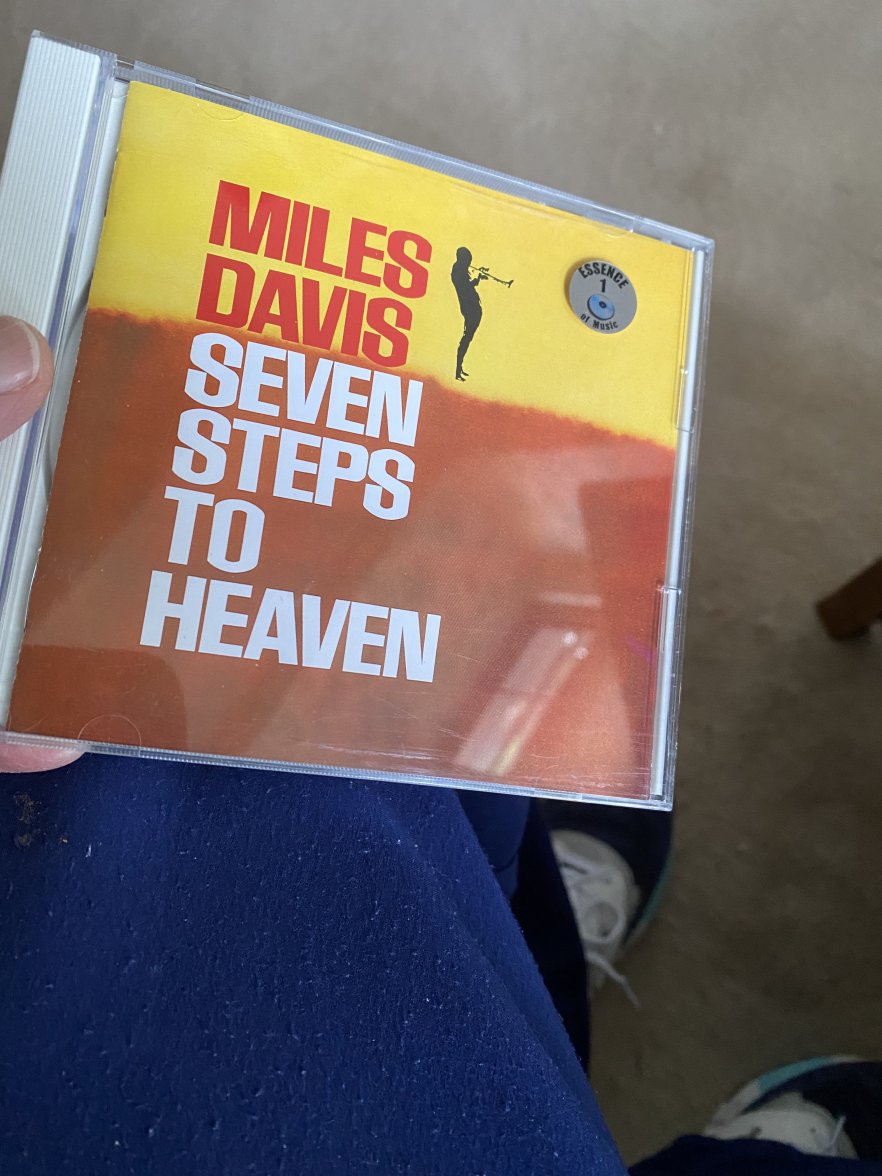 MILES
DAVIS
SEVEN
STEPS
TO
HEAVEN
ESSENCE
1
of Music